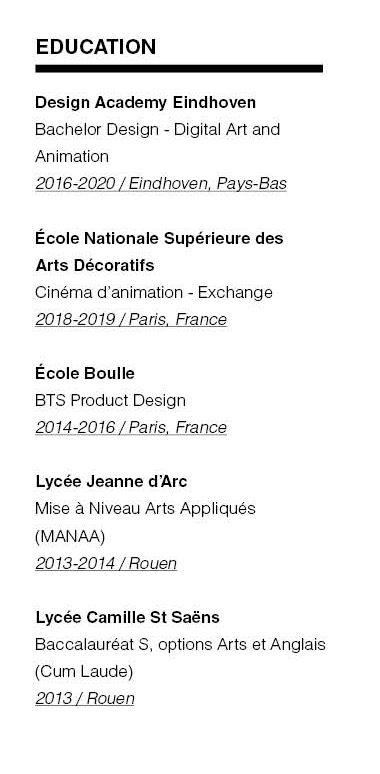 EDUCATION
Design Academy Eindhoven
Bachelor Design - Digital Art and
Animation
2016-2020 / Eindhoven, Pays-Bas
École Nationale Supérieure des
Arts Décoratifs
Cinéma d’animation - Exchange
2018-2019 / Paris, France
École Boulle
BTS Product Design
2014-2016 / Paris, France
Lycée Jeanne d’Arc
Mise à Niveau Arts Appliqués
(MANAA)
2013-2014 / Rouen
Lycée Camille St Saëns
Baccalauréat S, options Arts et Anglais
(Cum Laude)
2013 / Rouen